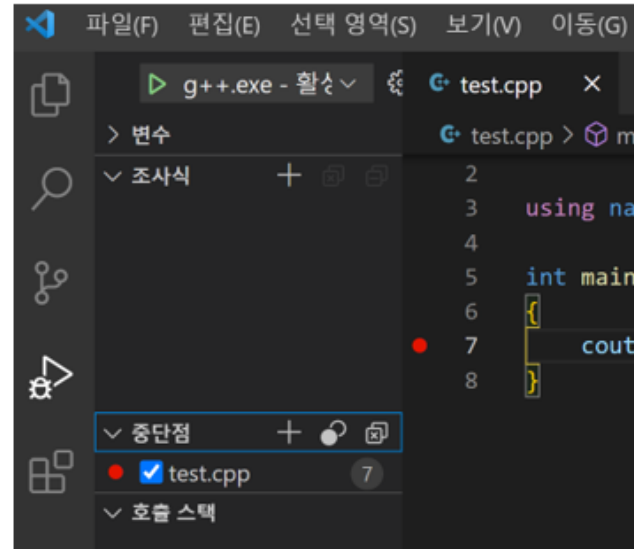 파일(F) 편집(E) 선택 영역(S) 보기(V) 이동(G)
g++.exe - 활성
test.cpp
변수
test.cpp > m
조사식
2
3 using na
4
5 int main
6 {
7 cout
8 }
중단점
test.cpp 7
호출 스택